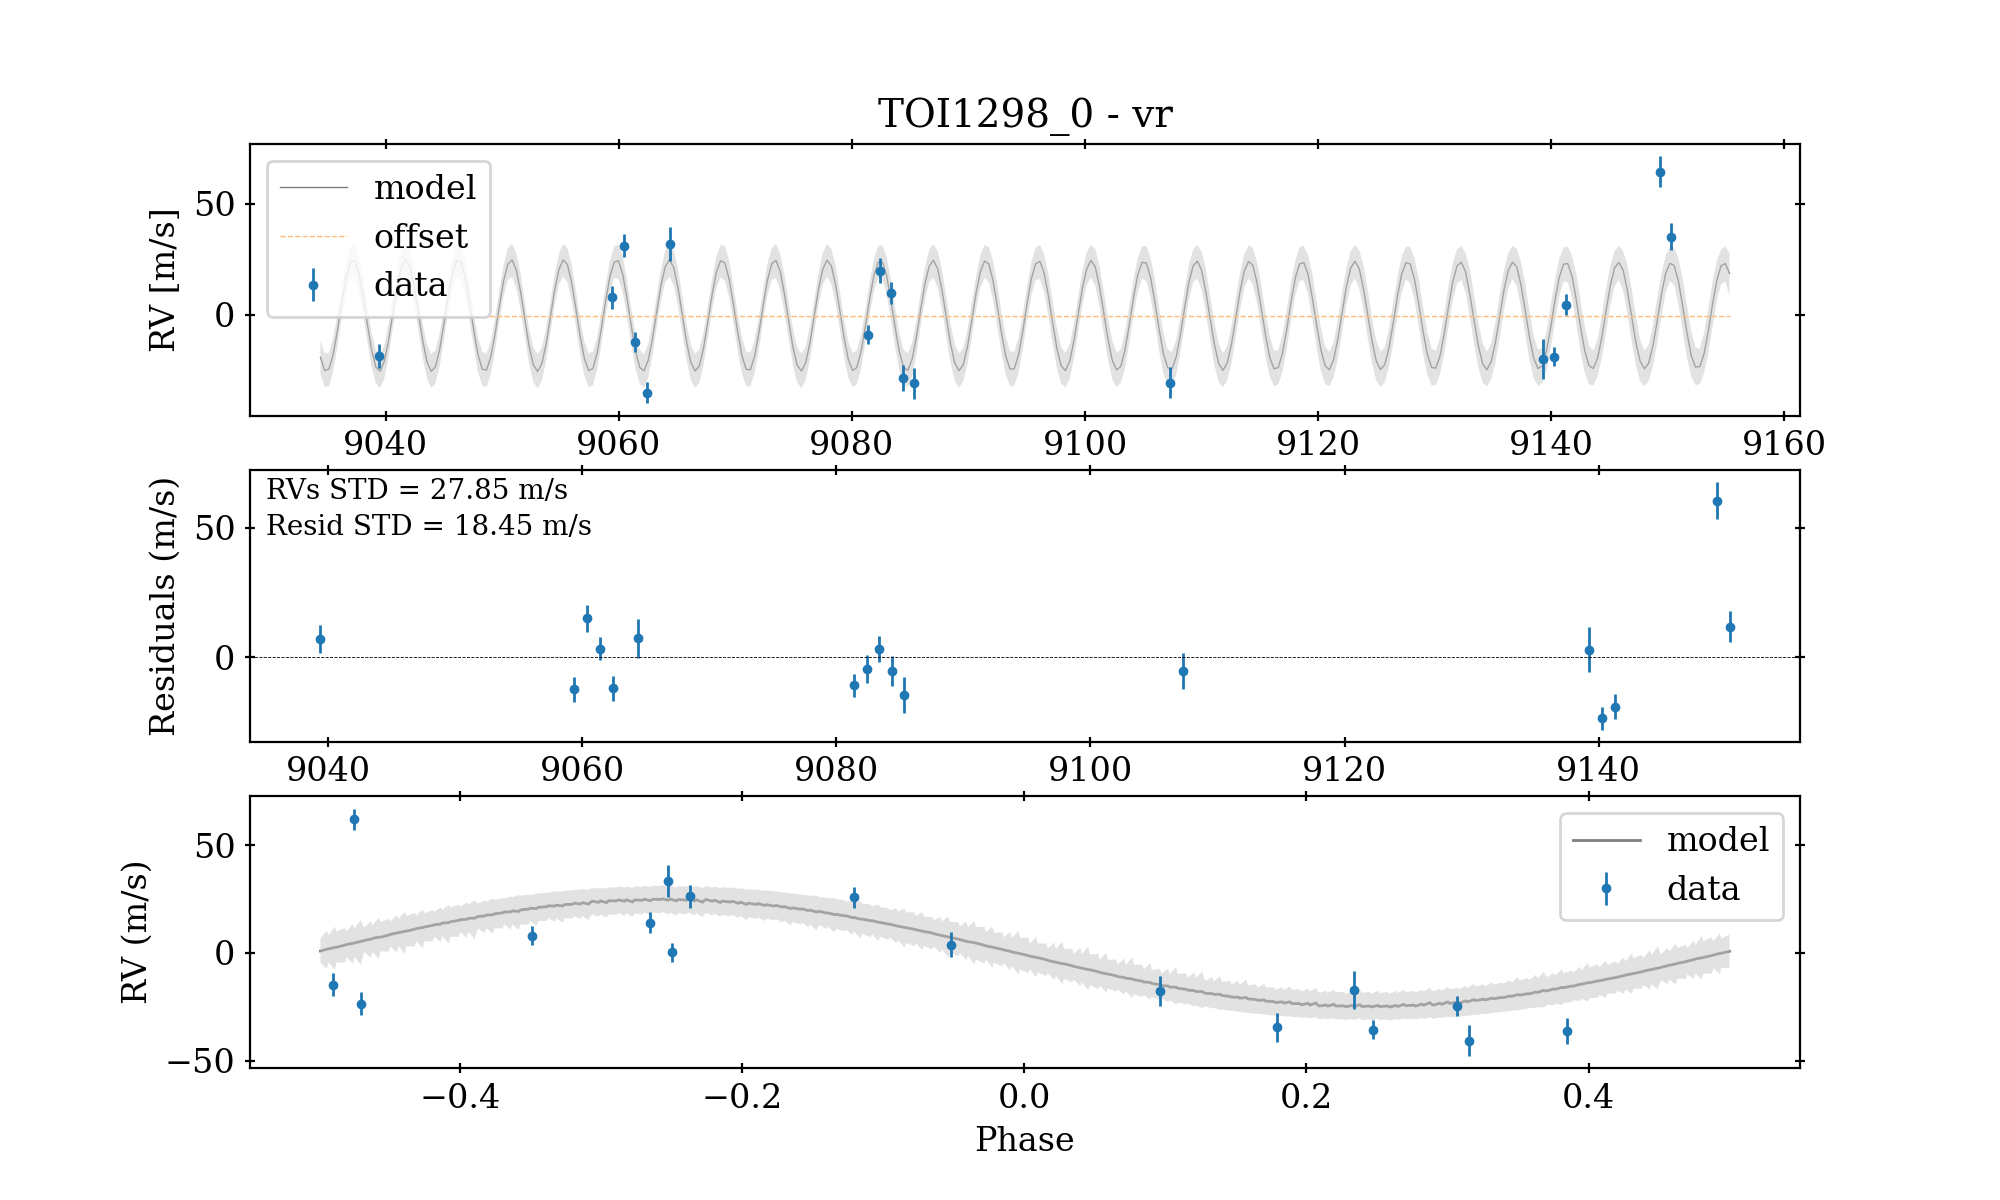 TOI1298_0 - vr
RV [m/s]
50
0
model
offset
data
9040 9060 9080 9100 9120 9140 9160
Residuals (m/s)
50
0
RVs STD = 27.85 m/s
Resid STD = 18.45 m/s
9040 9060 9080 9100 9120 9140
RV (m/s)
50
0
−50
model
data
−0.4 −0.2 0.0 0.2 0.4
Phase